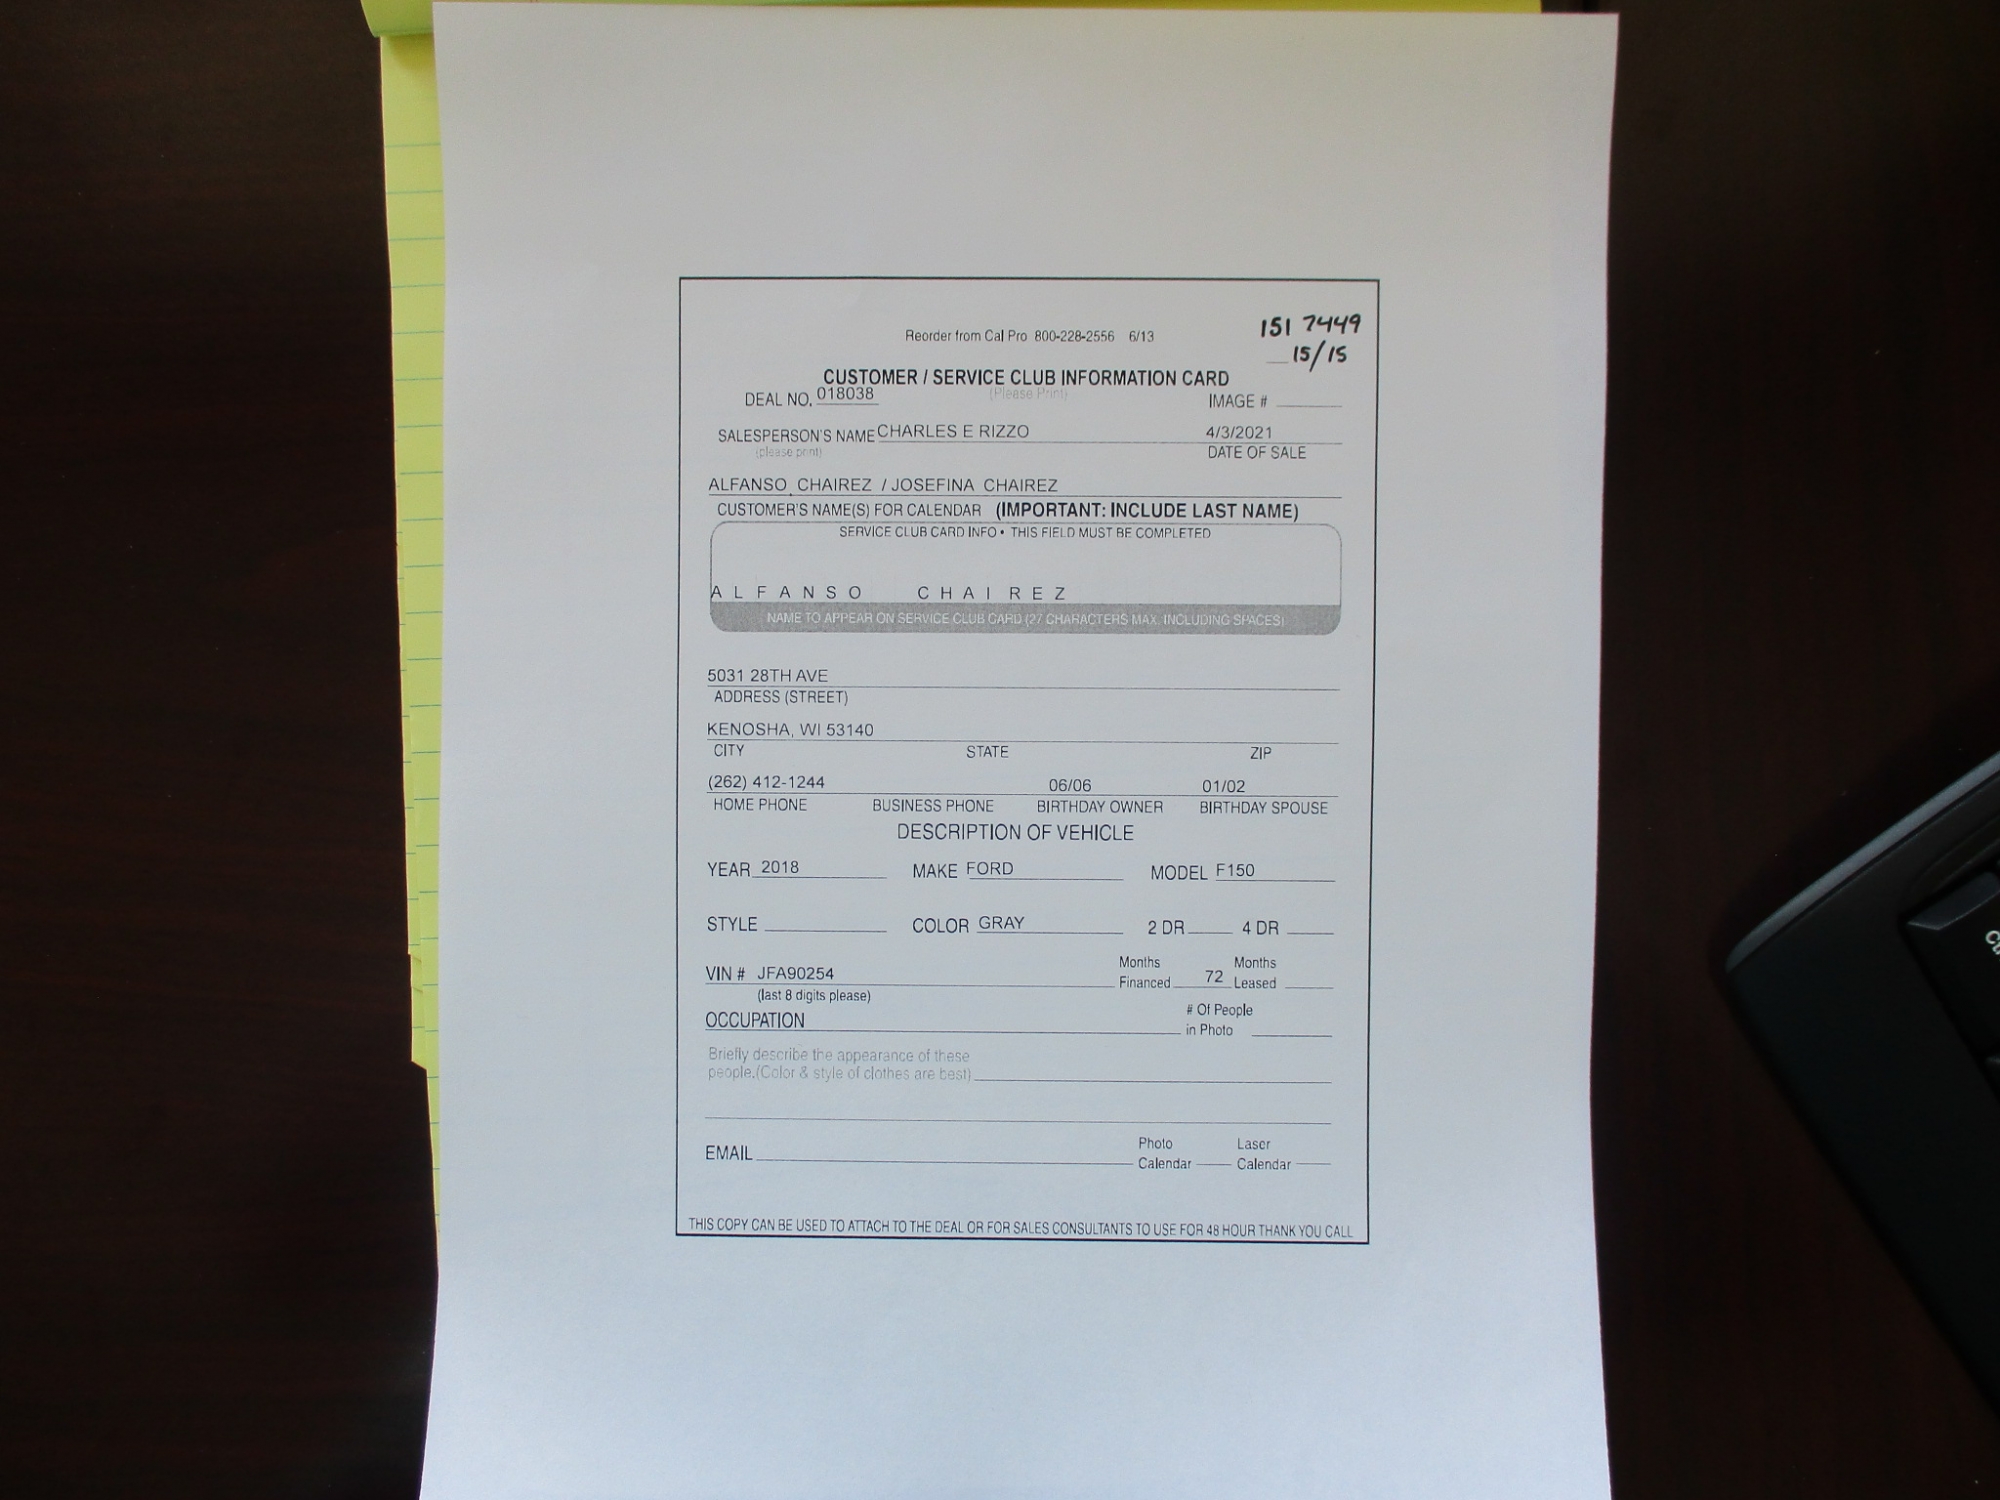 151 7449
Reorder from Cal Pro 800-228-2556 6/13
15/15
CUSTOMER / SERVICE CLUB INFORMATION CARD
(Please Print)
DEAL NO. 018038 IMAGE #
SALESPERSON'S NAME CHARLES E RIZZO 4/3/2021
(please print) DATE OF SALE
ALFANSO CHAIREZ / JOSEFINA CHAIREZ
CUSTOMER'S NAME(S) FOR CALENDAR (IMPORTANT: INCLUDE LAST NAME)
SERVICE CLUB CARD INFO • THIS FIELD MUST BE COMPLETED
ALFANSO CHAIREZ
NAME TO APPEAR ON SERVICE CLUB CARD (27 CHARACTERS MAX. INCLUDING SPACES)
5031 28TH AVE
ADDRESS (STREET)
KENOSHA, WI 53140
CITY STATE ZIP
(262) 412-1244 06/06 01/02
HOME PHONE BUSINESS PHONE BIRTHDAY OWNER BIRTHDAY SPOUSE
DESCRIPTION OF VEHICLE
YEAR 2018 MAKE FORD MODEL F150
STYLE COLOR GRAY 2 DR 4 DR
VIN # JFA90254 Months Financed 72 Months Leased
(last 8 digits please)
OCCUPATION # Of People in Photo
Briefly describe the appearance of these
people.(Color & style of clothes are best)
EMAIL Photo Calendar Laser Calendar
THIS COPY CAN BE USED TO ATTACH TO THE DEAL OR FOR SALES CONSULTANTS TO USE FOR 48 HOUR THANK YOU CALL